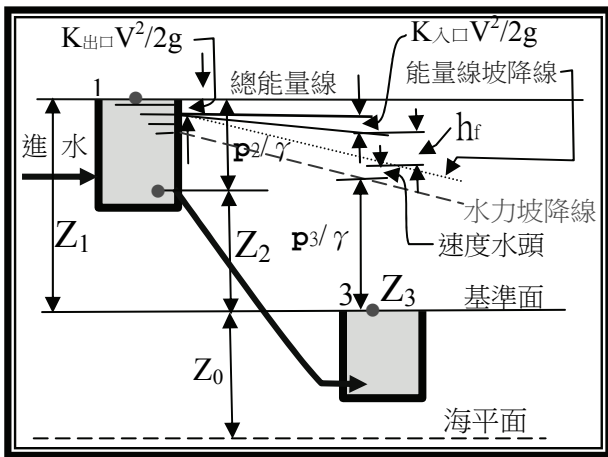 K出口V²/2g
K入口V²/2g
1
總能量線
能量線坡降線
進 水
p2/γ
hf
水力坡降線
Z1
Z2
p3/γ
速度水頭
3
Z3
基準面
Z0
海平面